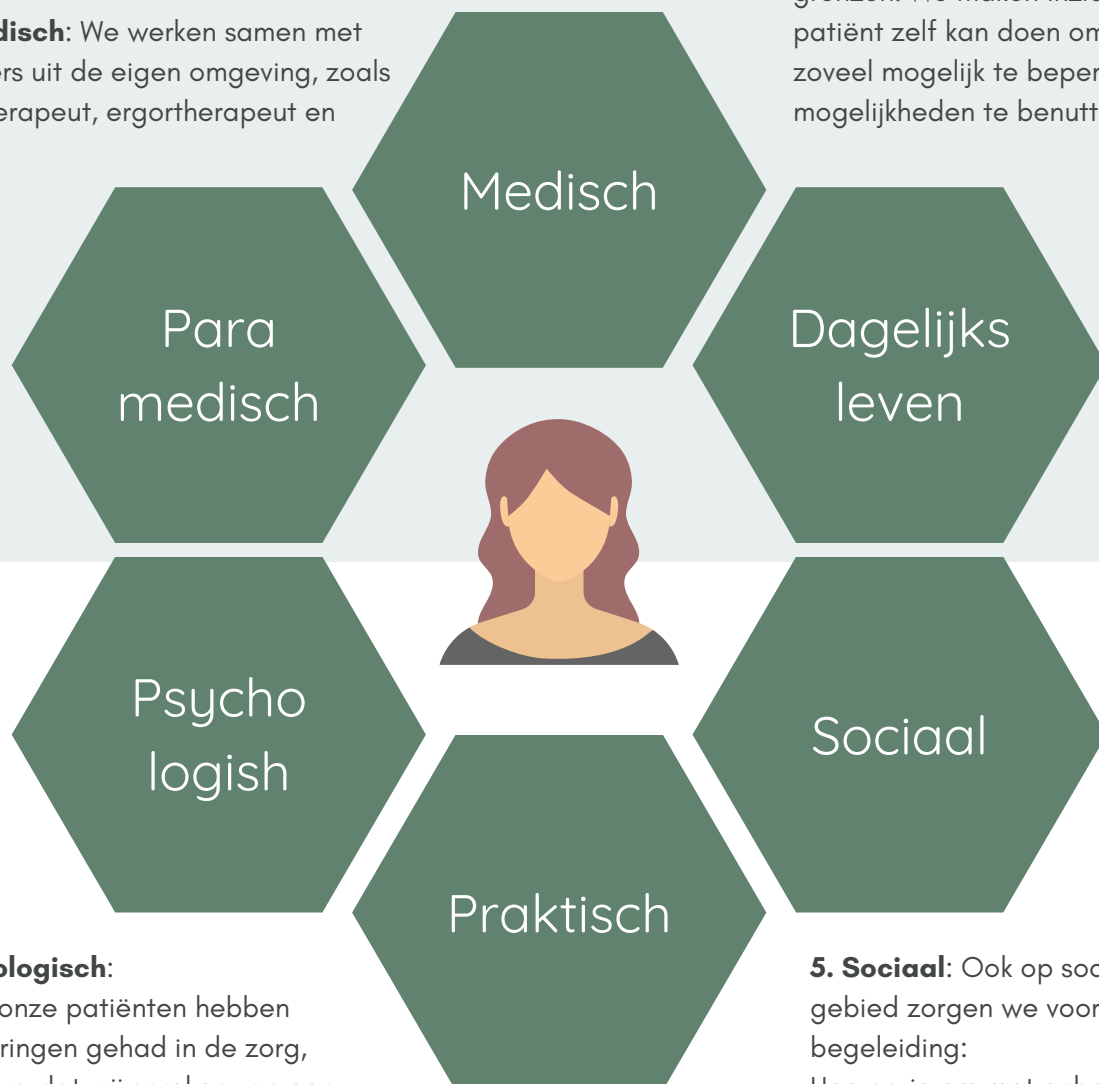 disch: We werken samen met
ers uit de eigen omgeving, zoals
erapeut, ergortherapeut en
patiënt zelf kan doen om
zoveel mogelijk te beper
mogelijkheden te benutt
Medisch
Para
medisch
Dagelijks
leven
Psycho
logish
Sociaal
Praktisch
ologisch:
onze patiënten hebben
ringen gehad in de zorg,
5. Sociaal: Ook op soc
gebied zorgen we voor
begeleiding: